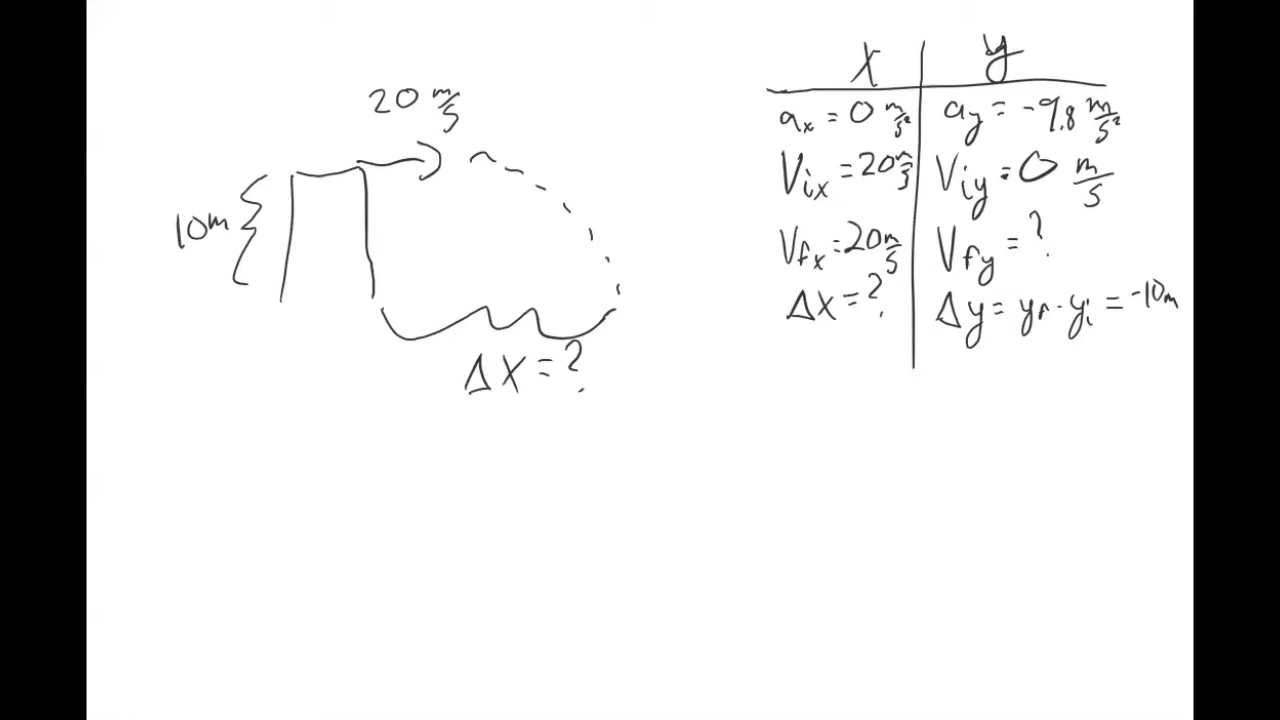 20 m/s
10m
Δx = ?
x y
ax = 0 m/s² ay = -9.8 m/s²
Vix = 20 m/s Viy = 0 m/s
Vfx = 20 m/s Vfy = ?
Δx = ? Δy = yf - yi = -10m